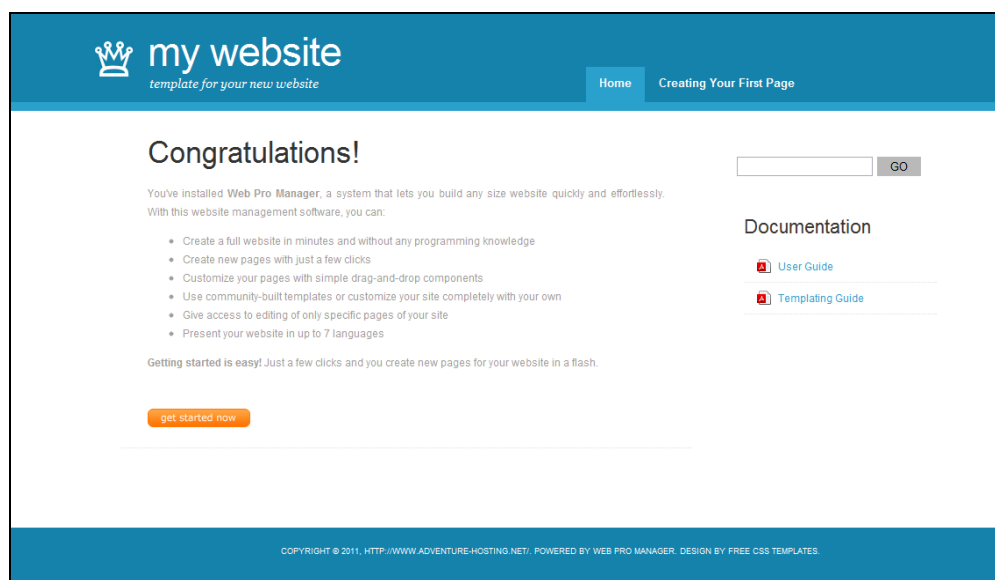 my website
template for your new website
Home
Creating Your First Page
Congratulations!
You've installed Web Pro Manager, a system that lets you build any size website quickly and effortlessly.
With this website management software, you can:
Create a full website in minutes and without any programming knowledge
Create new pages with just a few clicks
Customize your pages with simple drag-and-drop components
Use community-built templates or customize your site completely with your own
Give access to editing of only specific pages of your site
Present your website in up to 7 languages
Getting started is easy! Just a few clicks and you create new pages for your website in a flash.
get started now
GO
Documentation
User Guide
Templating Guide
COPYRIGHT © 2011, HTTP://WWW.ADVENTURE-HOSTING.NET/. POWERED BY WEB PRO MANAGER. DESIGN BY FREE CSS TEMPLATES.